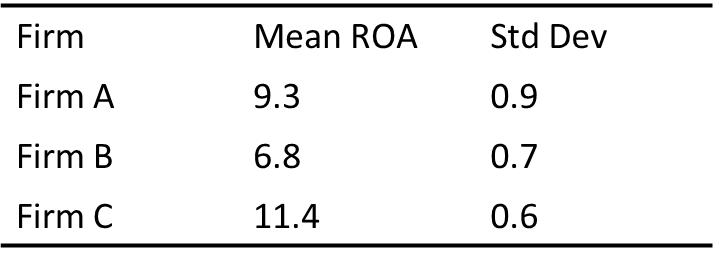 Firm Mean ROA Std Dev
Firm A 9.3 0.9
Firm B 6.8 0.7
Firm C 11.4 0.6